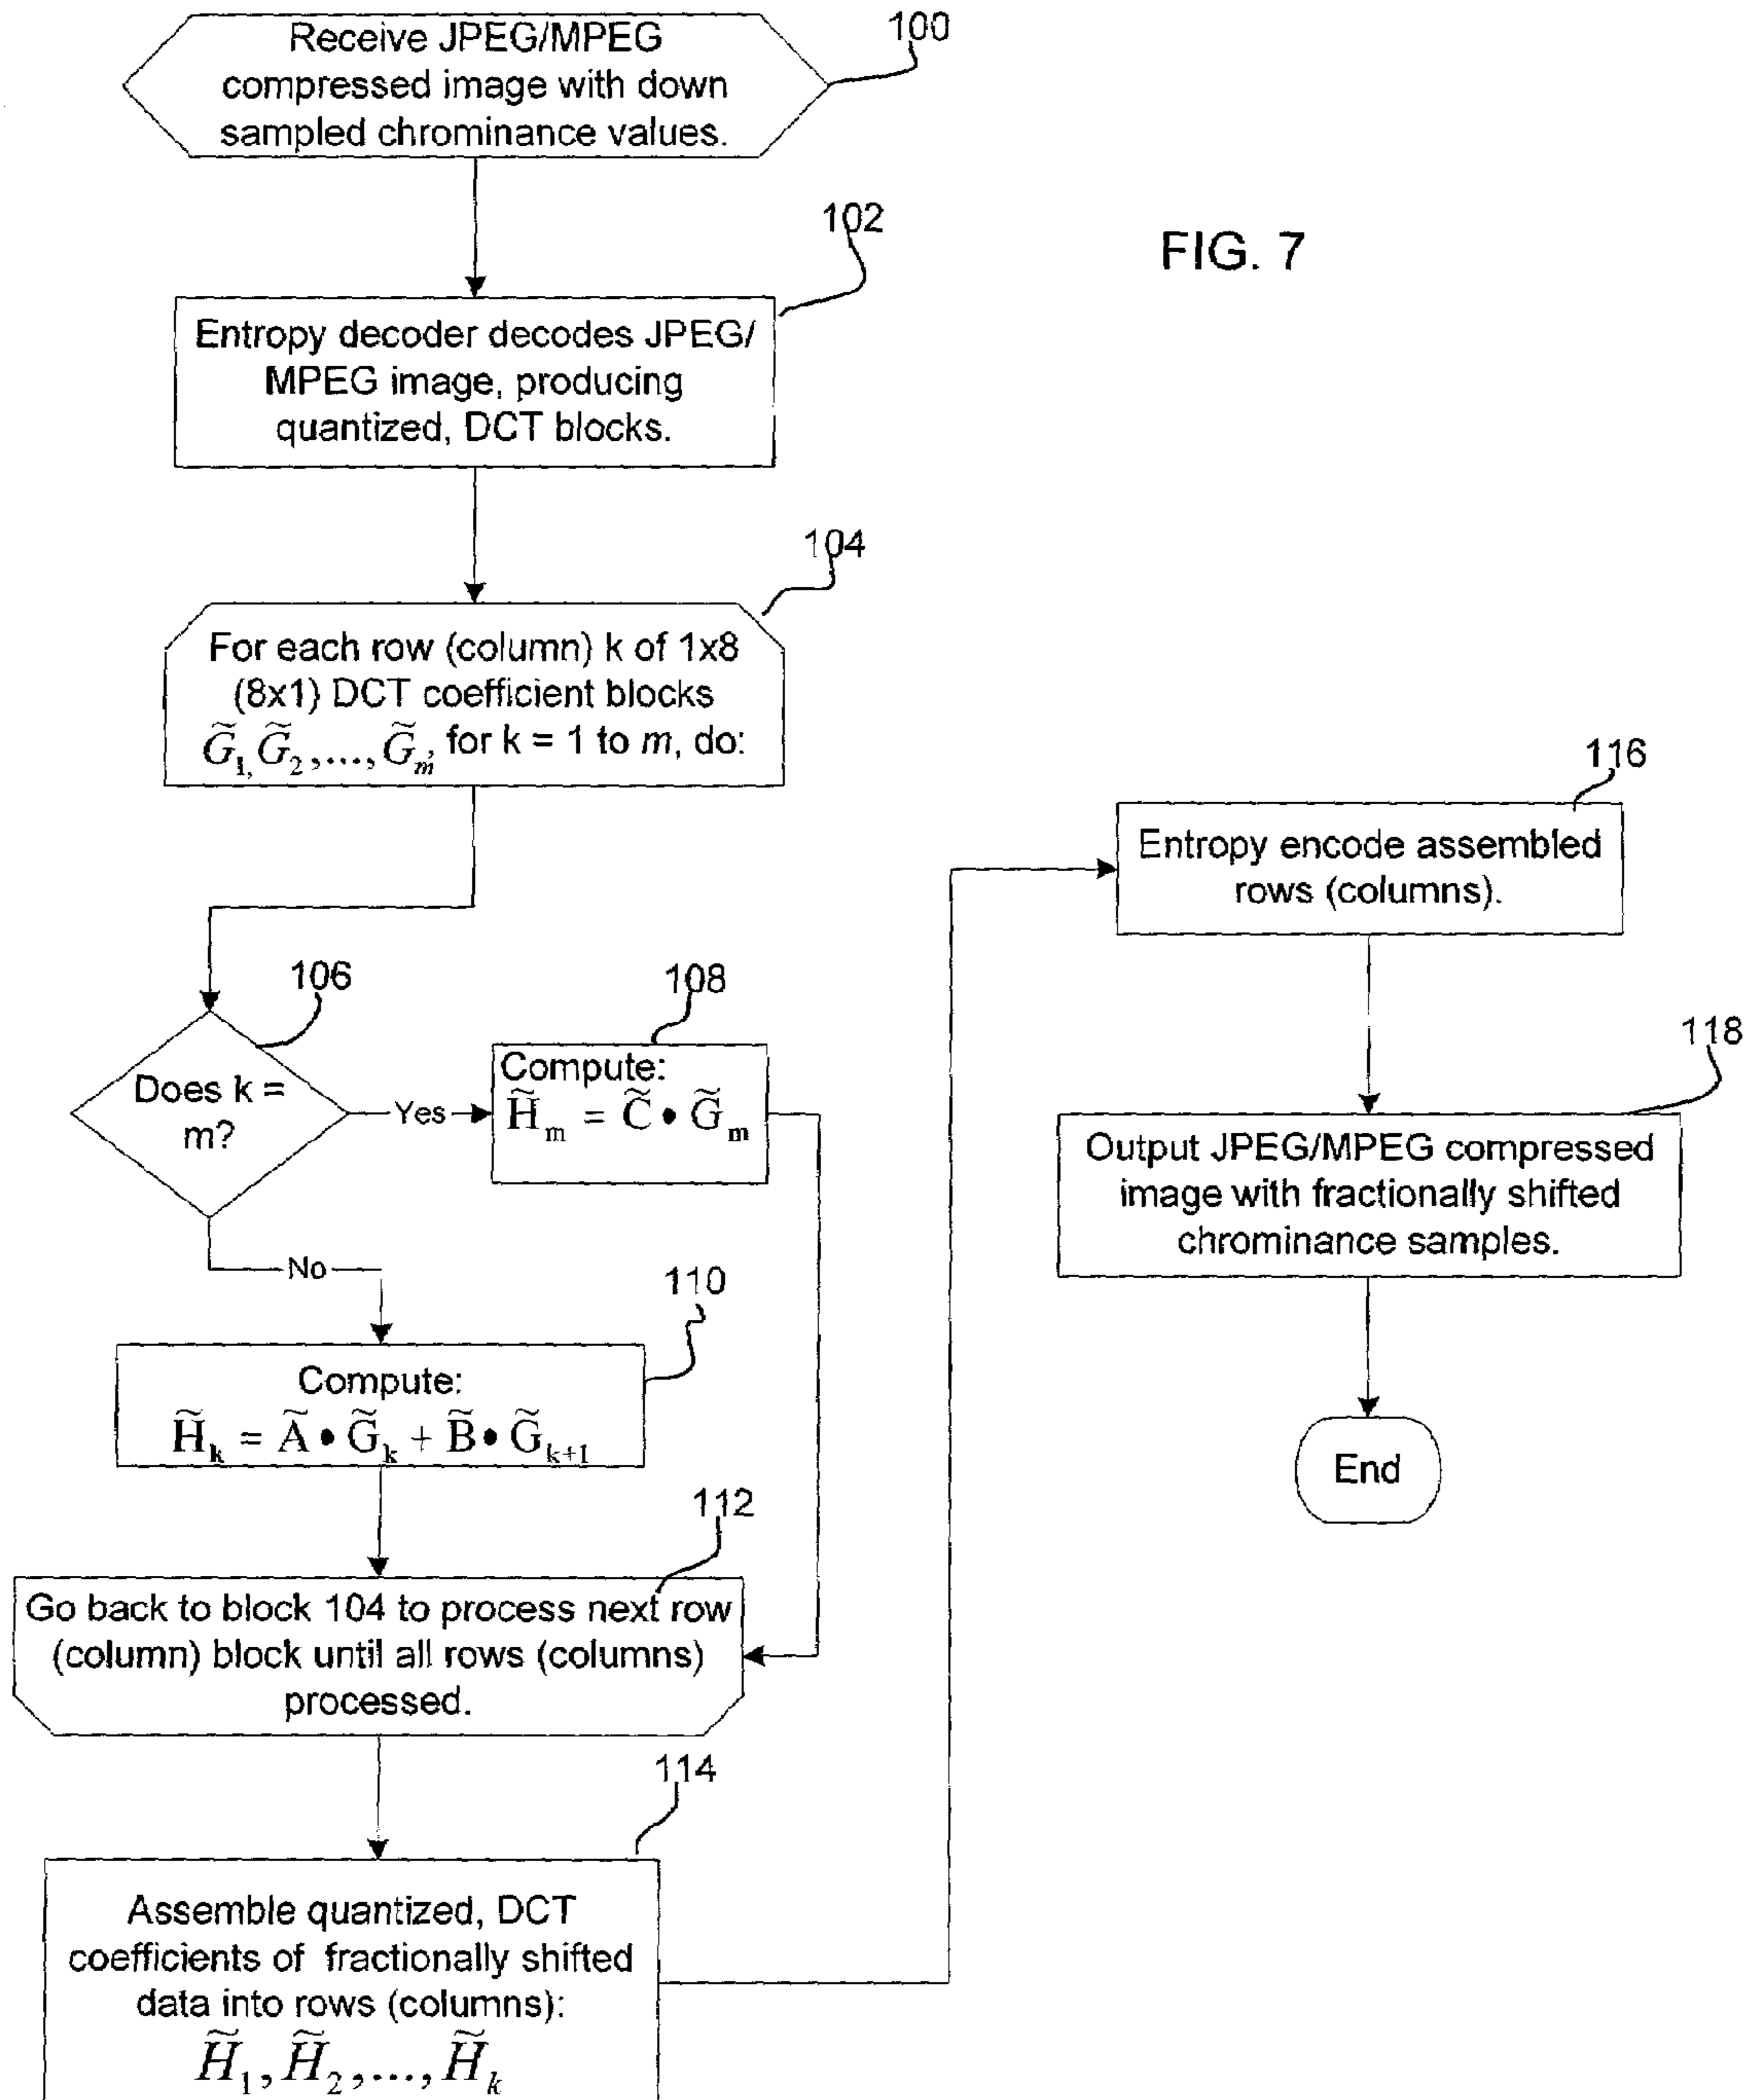 Receive JPEG/MPEG
compressed image with down
sampled chrominance values.
100
102
Entropy decoder decodes JPEG/
MPEG image, producing
quantized, DCT blocks.
FIG. 7
104
For each row (column) k of 1x8
(8x1) DCT coefficient blocks
G̃₁, G̃₂,..., G̃ₘ, for k = 1 to m, do:
106
Does k =
m?
Yes
108
Compute:
H̃ₘ = C̃ • G̃ₘ
No
110
Compute:
H̃ₖ = Ã • G̃ₖ + B̃ • G̃ₖ₊₁
112
Go back to block 104 to process next row
(column) block until all rows (columns)
processed.
114
Assemble quantized, DCT
coefficients of fractionally shifted
data into rows (columns):
H̃₁, H̃₂,..., H̃ₖ
116
Entropy encode assembled
rows (columns).
118
Output JPEG/MPEG compressed
image with fractionally shifted
chrominance samples.
End